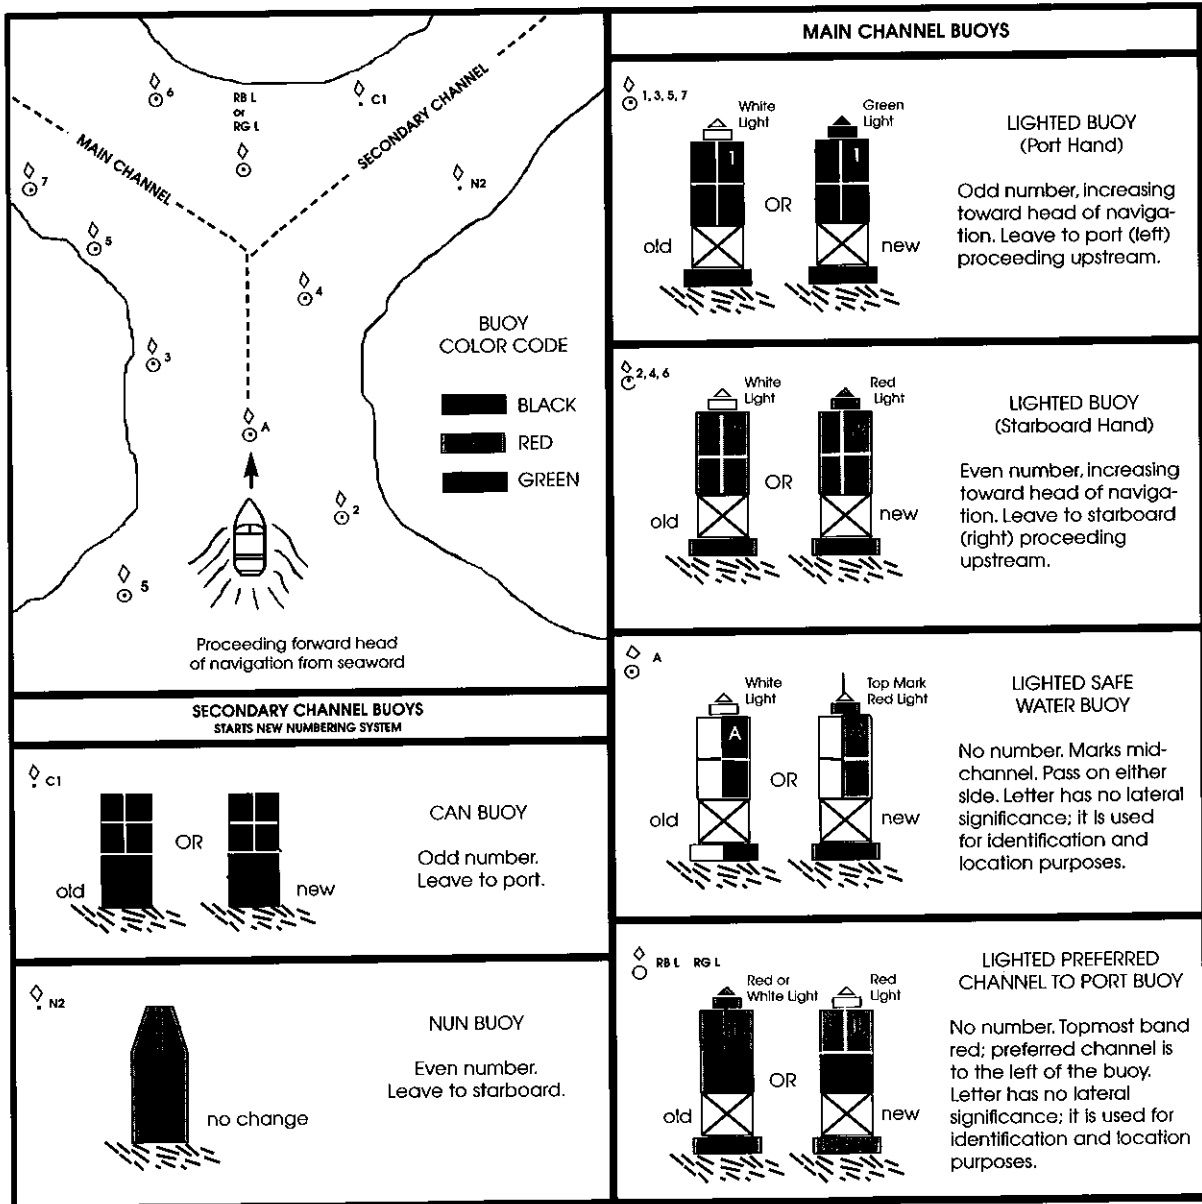 6
RB L
or
RG L
C1
MAIN CHANNEL
SECONDARY CHANNEL
7
N2
5
4
3
BUOY
COLOR CODE
BLACK
RED
GREEN
A
2
5
Proceeding forward head
of navigation from seaword
SECONDARY CHANNEL BUOYS
STARTS NEW NUMBERING SYSTEM
C1
OR
old
new
CAN BUOY
Odd number.
Leave to port.
N2
no change
NUN BUOY
Even number.
Leave to starboard.
MAIN CHANNEL BUOYS
1, 3, 5, 7
White
Light
Green
Light
1
1
OR
old
new
LIGHTED BUOY
(Port Hand)
Odd number, increasing
toward head of naviga-
tion. Leave to port (left)
proceeding upstream.
2, 4, 6
White
Light
Red
Light
OR
old
new
LIGHTED BUOY
(Starboard Hand)
Even number, increasing
toward head of naviga-
tion. Leave to starboard
(right) proceeding
upstream.
A
White
Light
Top Mark
Red Light
A
OR
old
new
LIGHTED SAFE
WATER BUOY
No number. Marks mid-
channel. Pass on either
side. Letter has no lateral
significance; it is used
for identification and
location purposes.
RB L RG L
Red or
White Light
Red
Light
OR
old
new
LIGHTED PREFERRED
CHANNEL TO PORT BUOY
No number. Topmost band
red; preferred channel is
to the left of the buoy.
Letter has no lateral
significance; it is used for
identification and location
purposes.